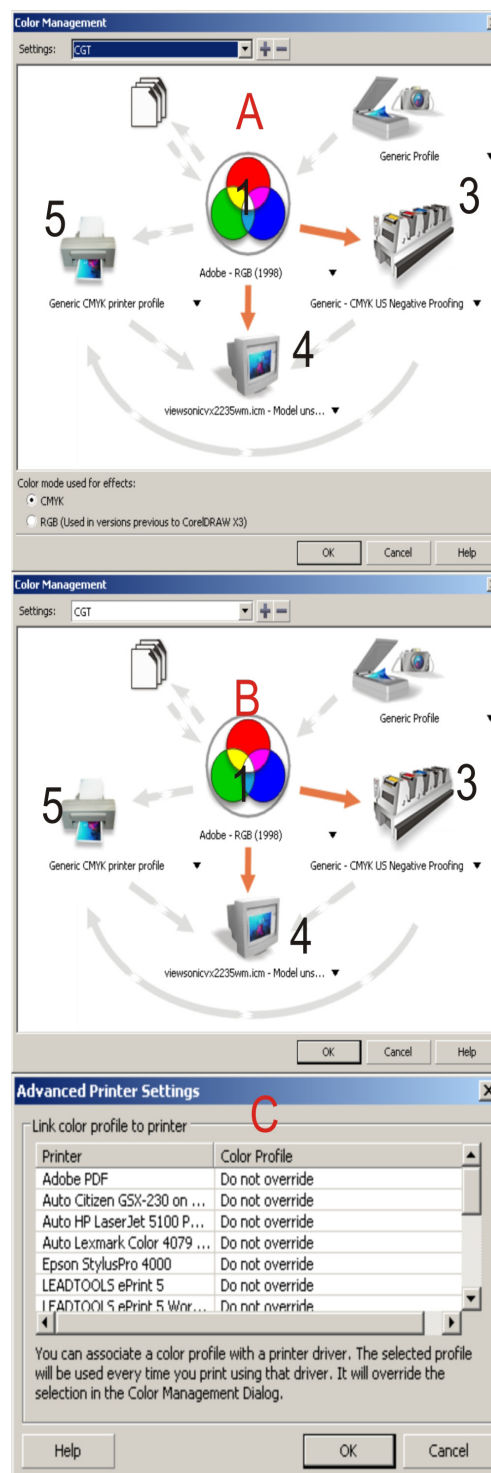 Color Management
Settings: CGT
A
Generic Profile
1
5
3
Adobe - RGB (1998)
Generic CMYK printer profile
Generic - CMYK US Negative Proofing
4
viewsonicvx2235wm.icm - Model uns...
Color mode used for effects:
CMYK
RGB (Used in versions previous to CorelDRAW X3)
OK Cancel Help
Color Management
Settings: CGT
B
Generic Profile
1
5
3
Adobe - RGB (1998)
Generic CMYK printer profile
Generic - CMYK US Negative Proofing
4
viewsonicvx2235wm.icm - Model uns...
OK Cancel Help
Advanced Printer Settings
C
Link color profile to printer
Printer Color Profile
Adobe PDF Do not override
Auto Citizen GSX-230 on ... Do not override
Auto HP LaserJet 5100 P... Do not override
Auto Lexmark Color 4079 ... Do not override
Epson StylusPro 4000 Do not override
LEADTOOLS ePrint 5 Do not override
LEADTOOLS ePrint 5 Wor... Do not override
You can associate a color profile with a printer driver. The selected profile
will be used every time you print using that driver. It will override the
selection in the Color Management Dialog.
Help OK Cancel